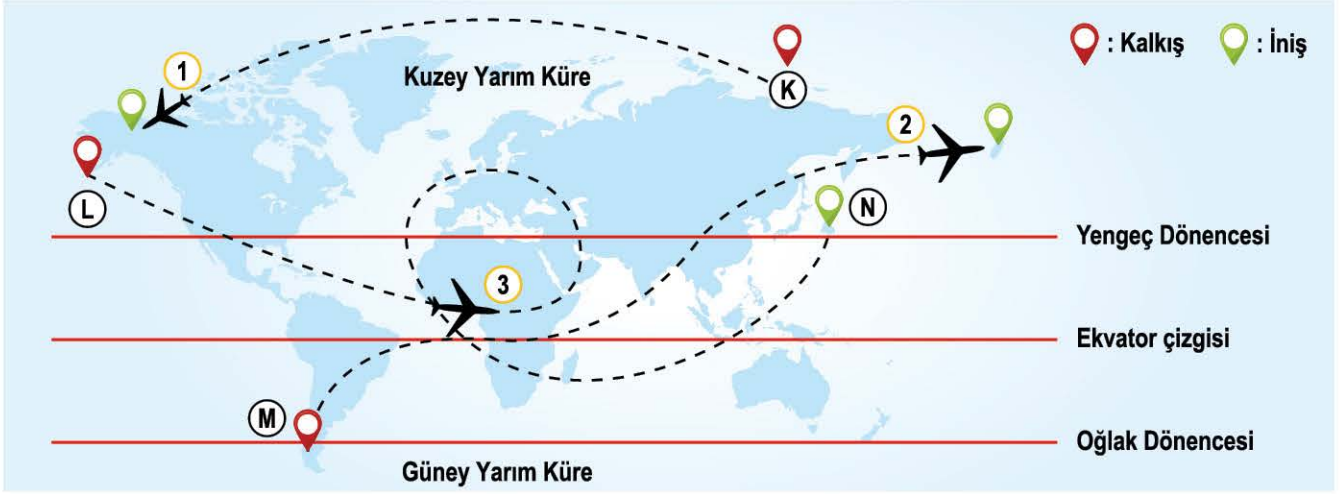 : Kalkış
: İniş
1
Kuzey Yarım Küre
K
2
L
N
Yengeç Dönencesi
3
Ekvator çizgisi
M
Oğlak Dönencesi
Güney Yarım Küre